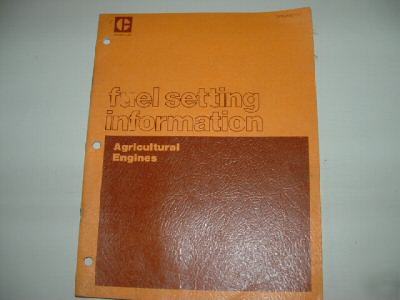 fuel setting
information
Agricultural
Engines